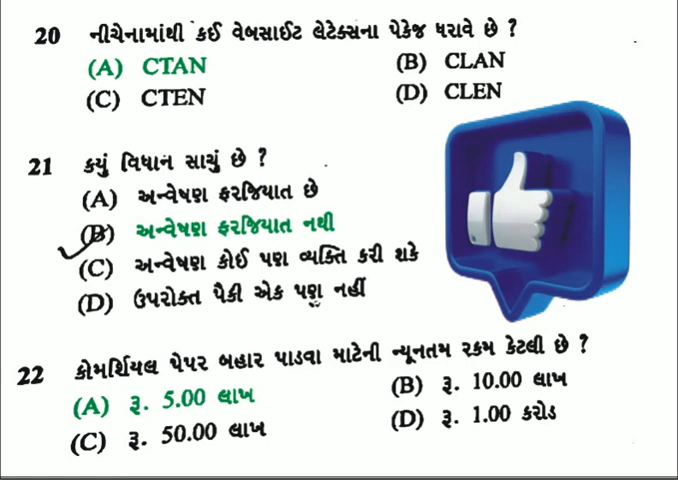 20 નીચેનામાંથી કઈ વેબસાઈટ લેટેક્સના પેકેજ ધરાવે છે ?
(A) CTAN (B) CLAN
(C) CTEN (D) CLEN
21 કયું વિધાન સાચું છે ?
(A) અન્વેષણ ફરજિયાત છે
(B) અન્વેષણ ફરજિયાત નથી
(C) અન્વેષણ કોઈ પણ વ્યક્તિ કરી શકે
(D) ઉપરોક્ત પૈકી એક પણ નહીં
22 કોમર્શિયલ પેપર બહાર પાડવા માટેની ન્યૂનતમ રકમ કેટલી છે ?
(A) રૂ. 5.00 લાખ (B) રૂ. 10.00 લાખ
(C) રૂ. 50.00 લાખ (D) રૂ. 1.00 કરોડ